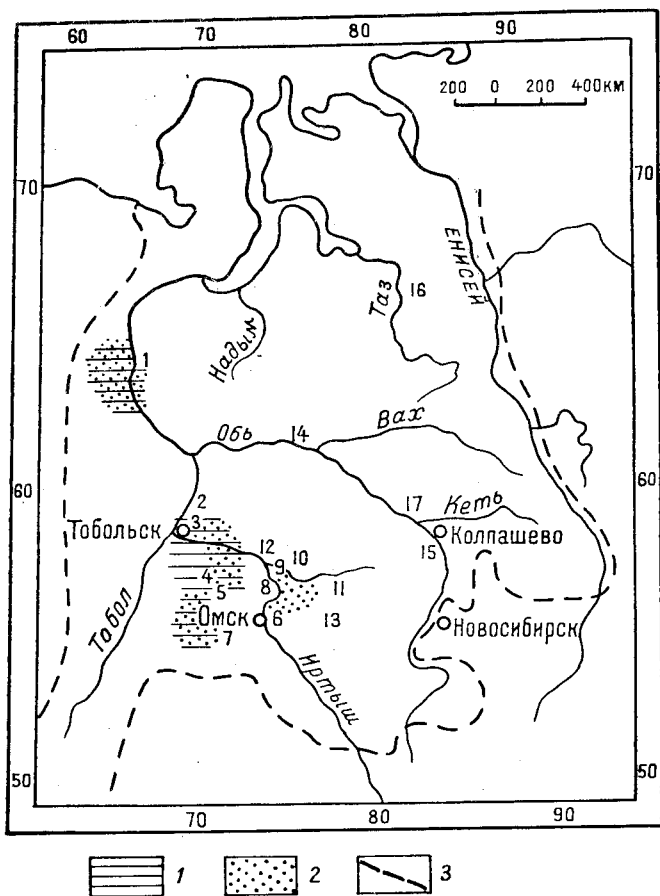 60 70 80 90
200 0 200 400км
70 70
ЕНИСЕЙ
Таз
16
Надым
1
Обь 14 Вах
60 60
2
17 Кеть
Тобольск 3
Колпашево
12 15
9 10
4 8 11
5
Омск 6 13
Новосибирск
7
Табол
Иртыш
50 50
70 80 90
1 2 3